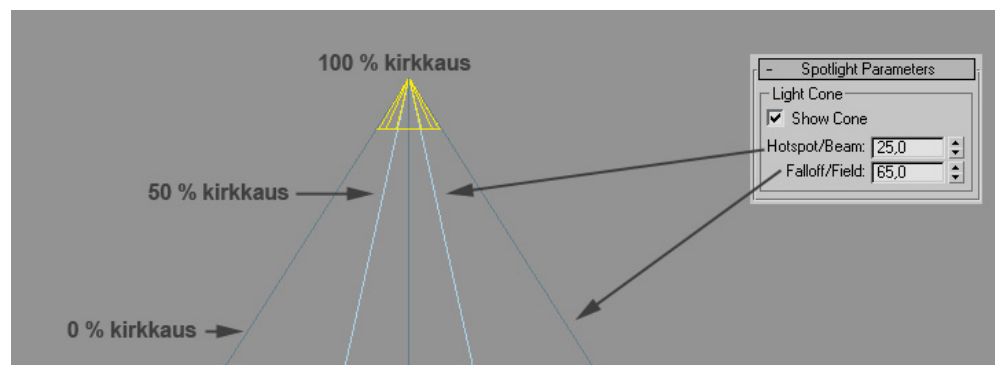 100 % kirkkaus
- Spotlight Parameters
Light Cone
Show Cone
Hotspot/Beam: 25,0
Falloff/Field: 65,0
50 % kirkkaus
0 % kirkkaus